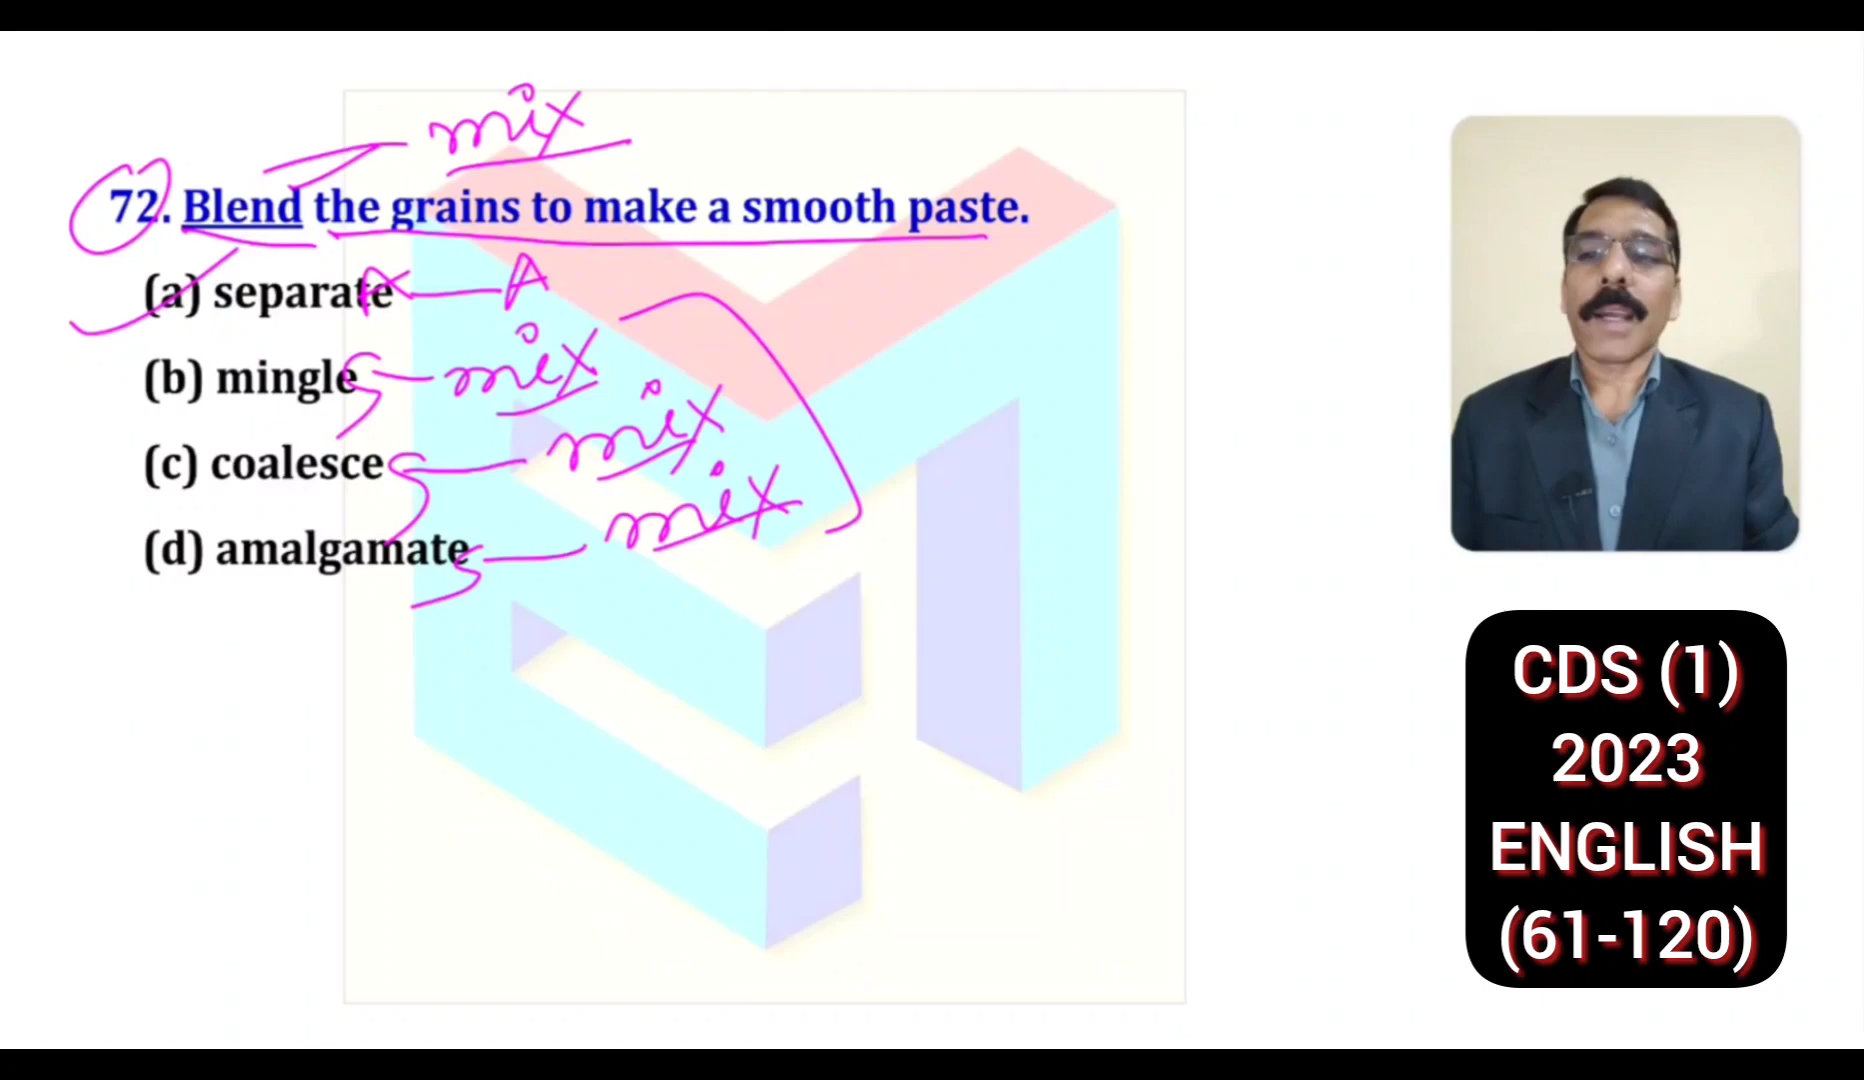 mix
72. Blend the grains to make a smooth paste.
(a) separate A A
(b) mingle S mix
(c) coalesce S mix
(d) amalgamate S mix
CDS (1)
2023
ENGLISH
(61-120)